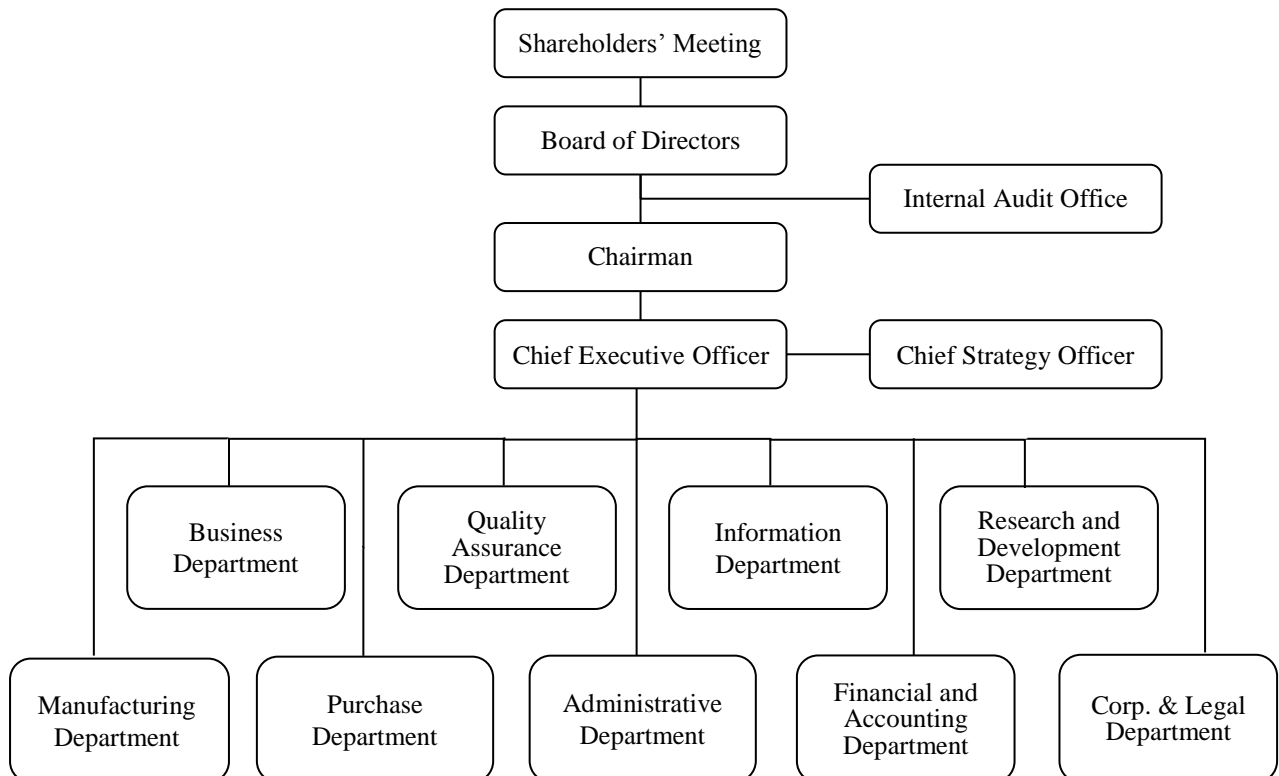 Shareholders’ Meeting
Board of Directors
Internal Audit Office
Chairman
Chief Executive Officer
Chief Strategy Officer
Business
Department
Quality
Assurance
Department
Information
Department
Research and
Development
Department
Manufacturing
Department
Purchase
Department
Administrative
Department
Financial and
Accounting
Department
Corp. & Legal
Department